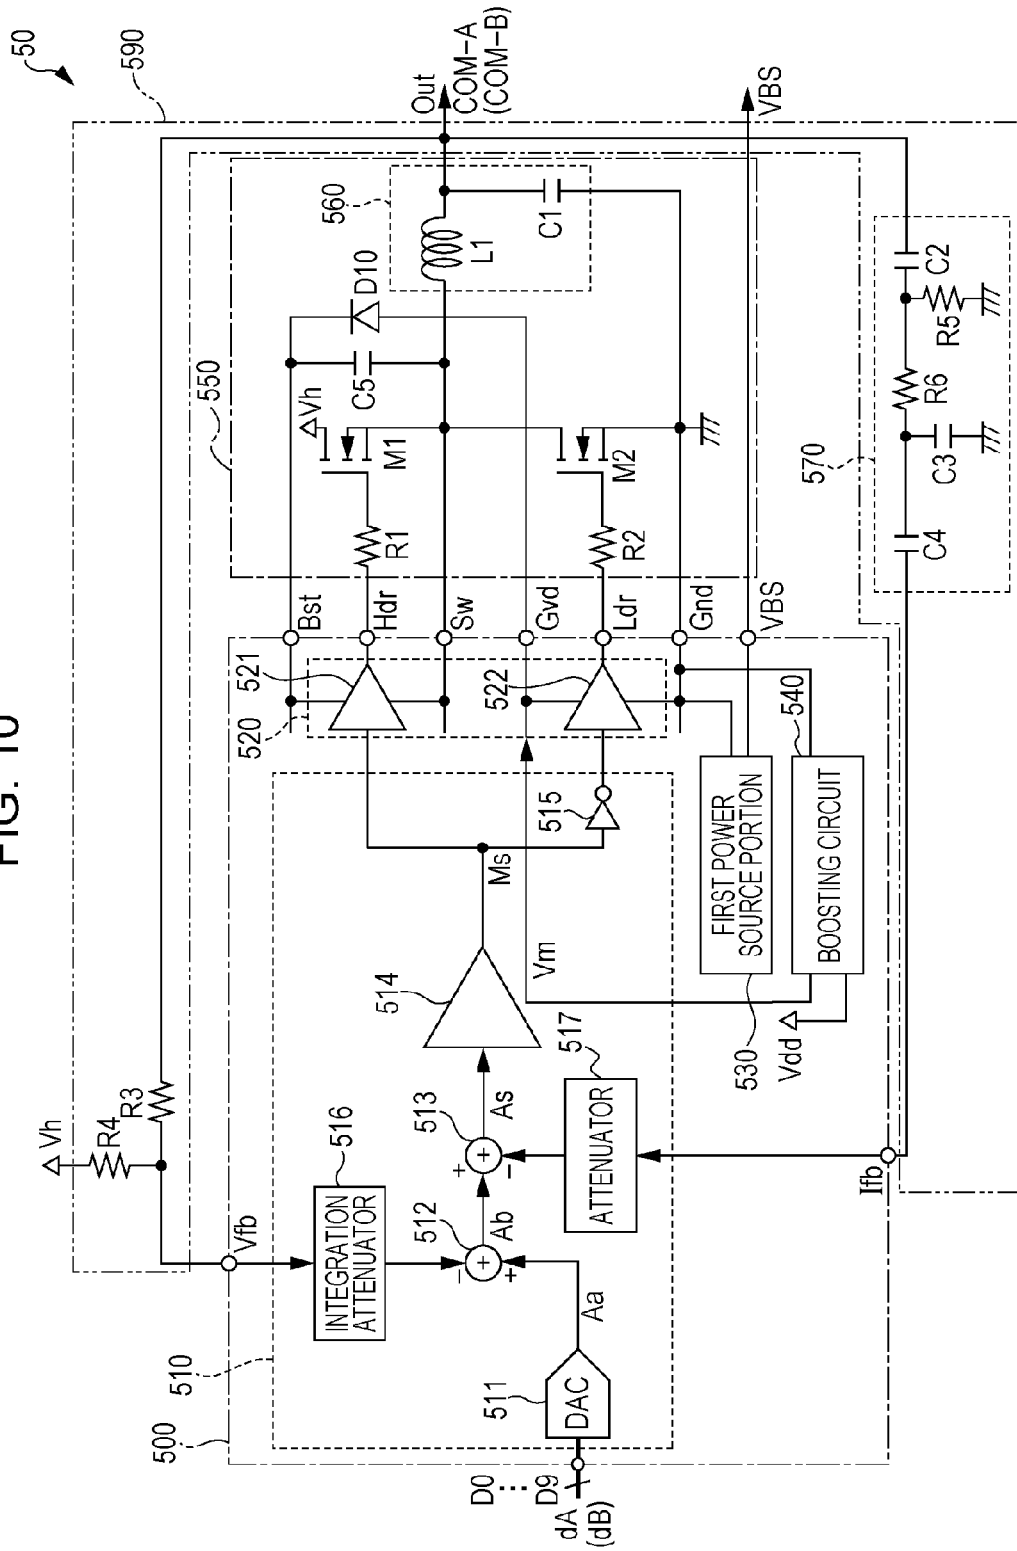 FIG. 10
50
590
Out
COM-A
(COM-B)
VBS
550
560
Vh
R4
R3
Vh
C5
D10
L1
C1
M1
R1
M2
R2
C2
R5
R6
C3
C4
570
Bst
Hdr
Sw
Gvd
Ldr
Gnd
VBS
520
521
522
540
515
Ms
Vm
514
FIRST POWER
SOURCE PORTION
BOOSTING CIRCUIT
530
Vdd
517
513
As
+
+
−
ATTENUATOR
Ifb
Vfb
516
INTEGRATION
ATTENUATOR
512
Ab
−
+
+
Aa
510
500
511
DAC
D0
D9
dA
(dB)